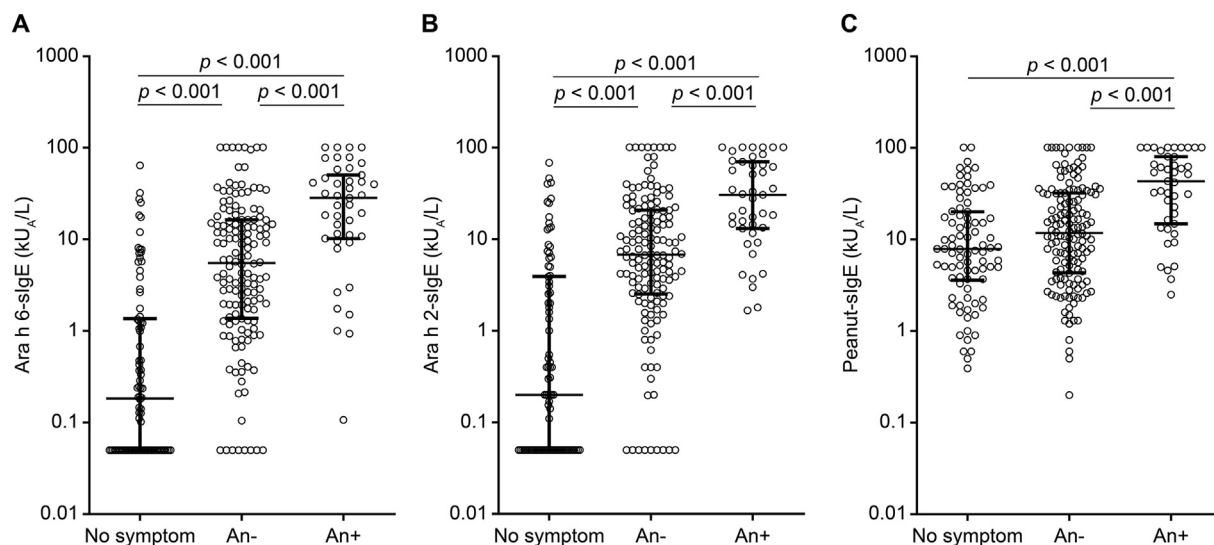 A
Ara h 6-sIgE (kUA/L)
1000
100
10
1
0.1
0.01
p < 0.001
p < 0.001
p < 0.001
No symptom
An-
An+
B
Ara h 2-sIgE (kUA/L)
1000
100
10
1
0.1
0.01
p < 0.001
p < 0.001
p < 0.001
No symptom
An-
An+
C
Peanut-sIgE (kUA/L)
1000
100
10
1
0.1
0.01
p < 0.001
p < 0.001
No symptom
An-
An+